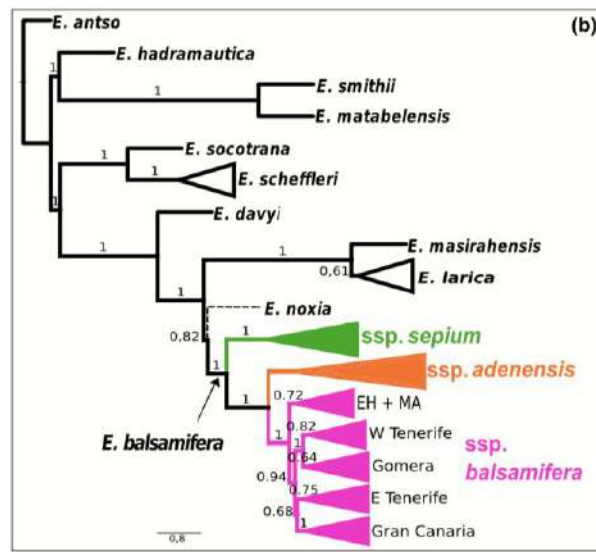 E. antso
(b)
E. hadramautica
1
1
E. smithii
E. matabelensis
E. socotrana
1
1
E. scheffleri
1
E. davyi
1
E. masirahensis
1
0,61
E. larica
1
E. noxia
0.82
1
ssp. sepium
1
ssp. adenensis
E. balsamifera
0.72
EH + MA
1
0.82
W Tenerife
ssp.
balsamifera
1
0.64
Gomera
0.94
0.75
E Tenerife
0.68
1
Gran Canaria
0,8